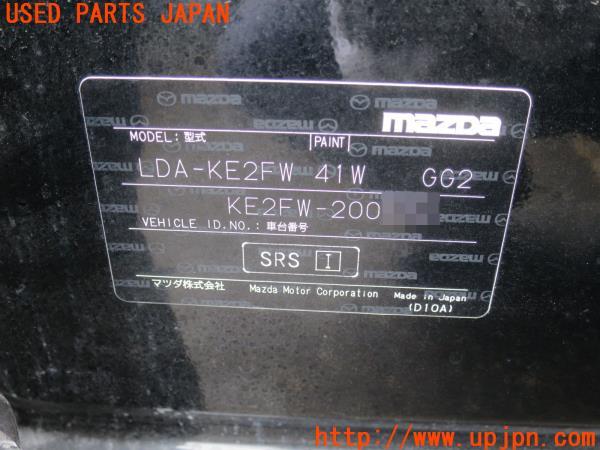 USED PARTS JAPAN
mazda mazda
mazda
MODEL:型式 PAINT
LDA-KE2FW 41W GG2
KE2FW-200
VEHICLE ID.NO.:車台番号
SRS I
マツダ株式会社 Mazda Motor Corporation Made in Japan
(D10A)
http://www.upjpn.com/